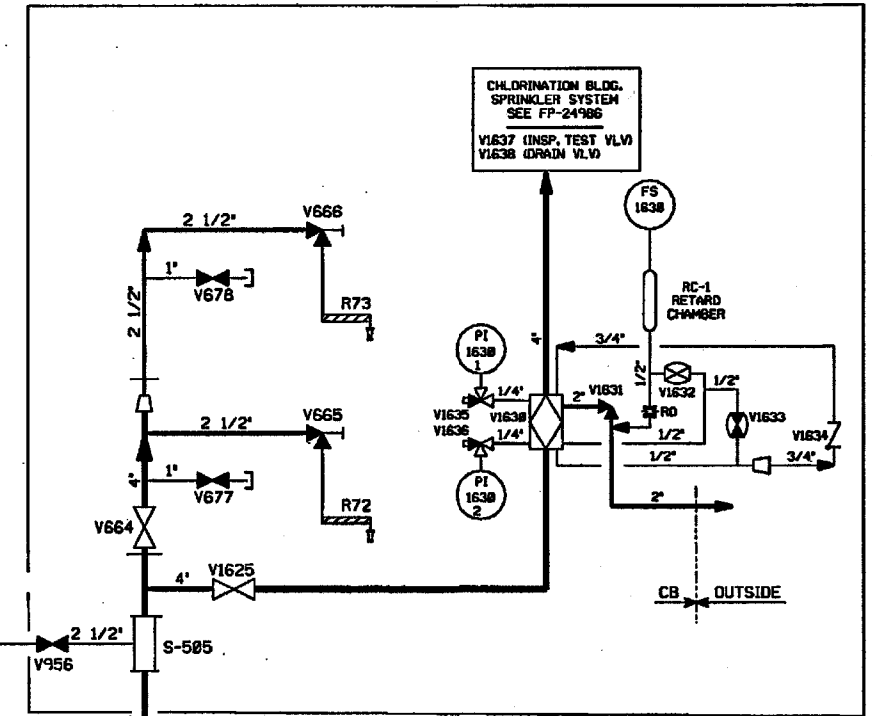 CHLORINATION BLDG.
SPRINKLER SYSTEM
SEE FP-24986
V1637 (INSP. TEST VLV)
V1638 (DRAIN VLV)
FS
1630
RC-1
RETARD
CHAMBER
2 1/2"
V666
1"
V678
2 1/2"
R73
PI
1630
1
4"
3/4"
1/2"
V1632
1/2"
1/4"
V1635
V1636
V1630
1/4"
2"
V1631
RO
V1633
V1634
1/2"
1/2"
3/4"
PI
1630
2
2 1/2"
V665
1"
V677
4"
R72
V664
2"
4"
V1625
CB
OUTSIDE
2 1/2"
S-505
V956